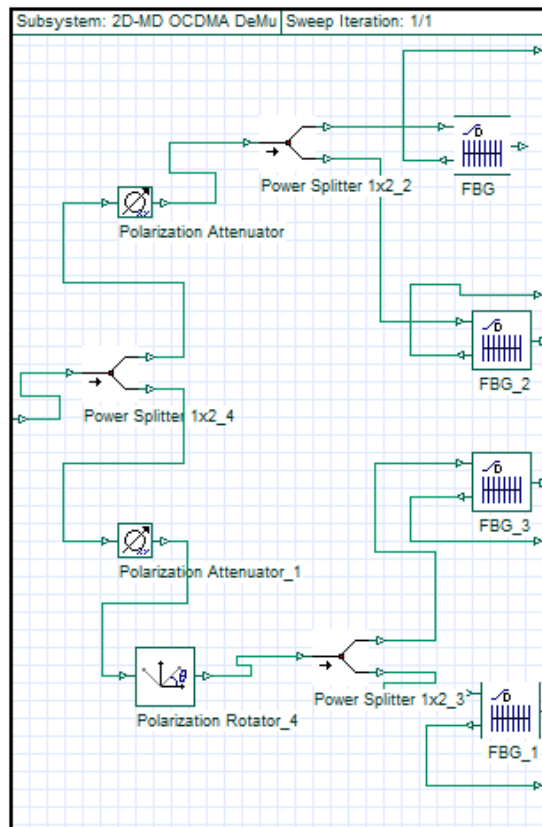 Subsystem: 2D-MD OCDMA DeMu Sweep Iteration: 1/1
FBG
Power Splitter 1x2_2
Polarization Attenuator
FBG_2
Power Splitter 1x2_4
FBG_3
Polarization Attenuator_1
Power Splitter 1x2_3
Polarization Rotator_4
FBG_1